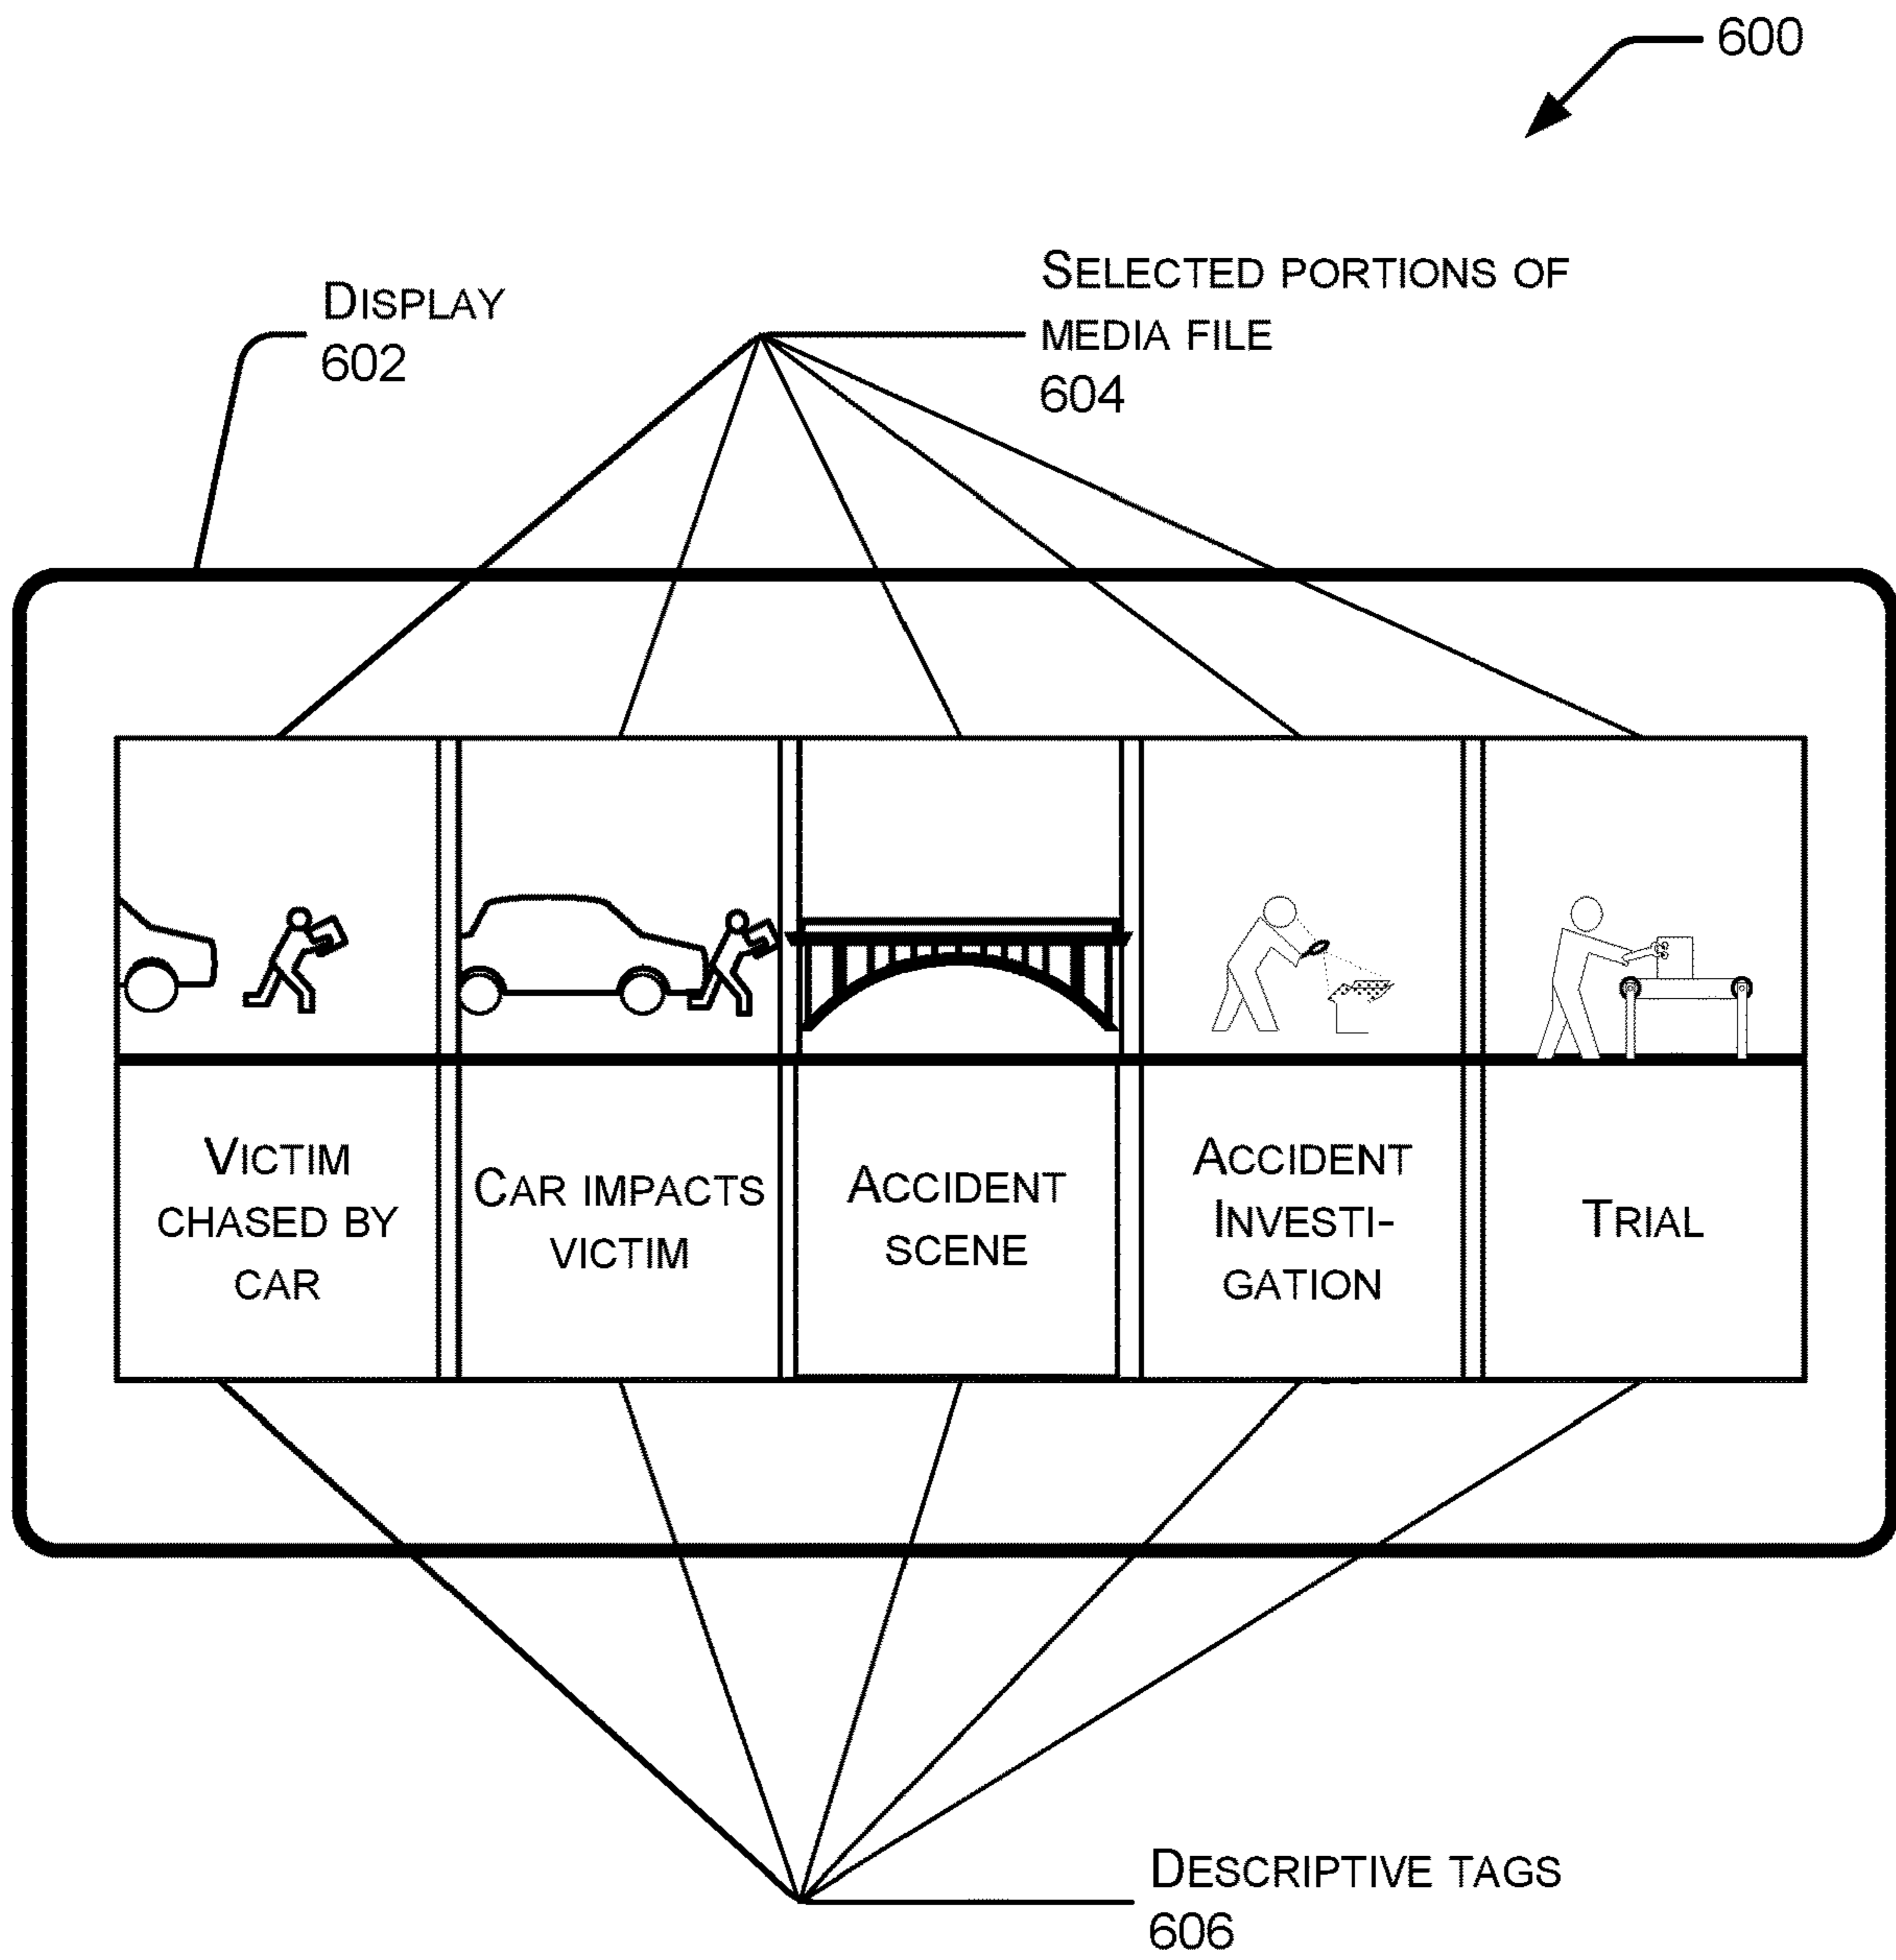 600
DISPLAY
602
SELECTED PORTIONS OF
MEDIA FILE
604
VICTIM
CHASED BY
CAR
CAR IMPACTS
VICTIM
ACCIDENT
SCENE
ACCIDENT
INVESTI-
GATION
TRIAL
DESCRIPTIVE TAGS
606